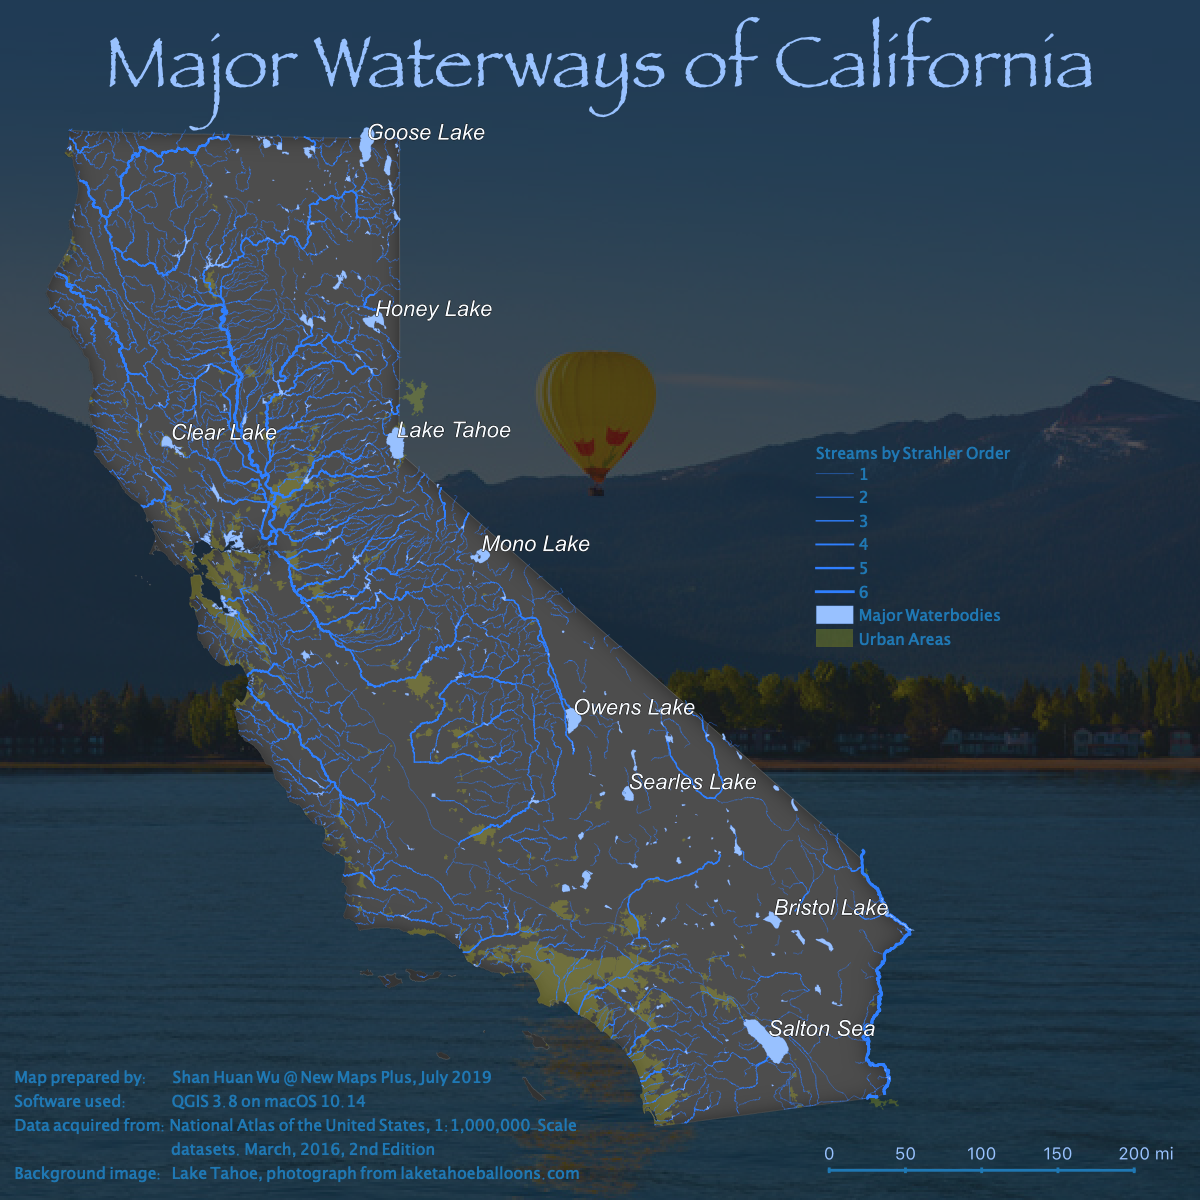 Major Waterways of California
Goose Lake
Honey Lake
Clear Lake
Lake Tahoe
Streams by Strahler Order
1
2
3
4
5
6
Major Waterbodies
Urban Areas
Mono Lake
Owens Lake
Searles Lake
Bristol Lake
Salton Sea
Map prepared by: Shan Huan Wu @ New Maps Plus, July 2019
Software used: QGIS 3.8 on macOS 10.14
Data acquired from: National Atlas of the United States, 1:1,000,000-Scale
datasets. March, 2016, 2nd Edition
Background image: Lake Tahoe, photograph from laketahoeballoons.com
0 50 100 150 200 mi